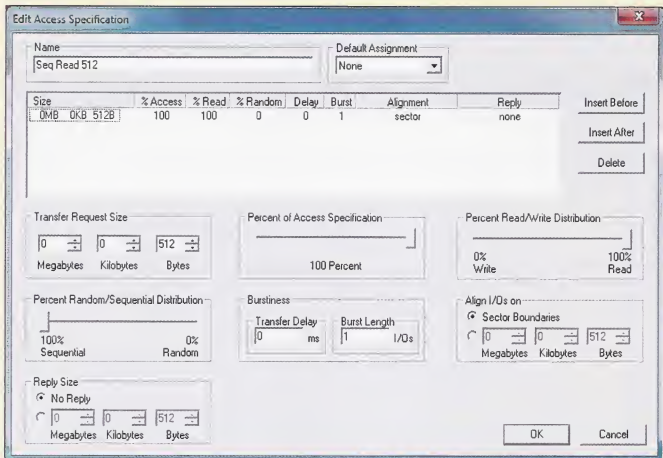 Edit Access Specification
Name
Seq Read 512
Default Assignment
None
Size % Access % Read % Random Delay Burst Alignment Reply
0MB 0KB 512B 100 100 0 0 1 sector none
Insert Before
Insert After
Delete
Transfer Request Size
0 0 512
Megabytes Kilobytes Bytes
Percent of Access Specification
100 Percent
Percent Read/Write Distribution
0% 100%
Write Read
Percent Random/Sequential Distribution
100% 0%
Sequential Random
Burstiness
Transfer Delay
0 ms
Burst Length
1 I/Os
Align I/Os on
Sector Boundaries
0 0 512
Megabytes Kilobytes Bytes
Reply Size
No Reply
0 0 512
Megabytes Kilobytes Bytes
OK
Cancel